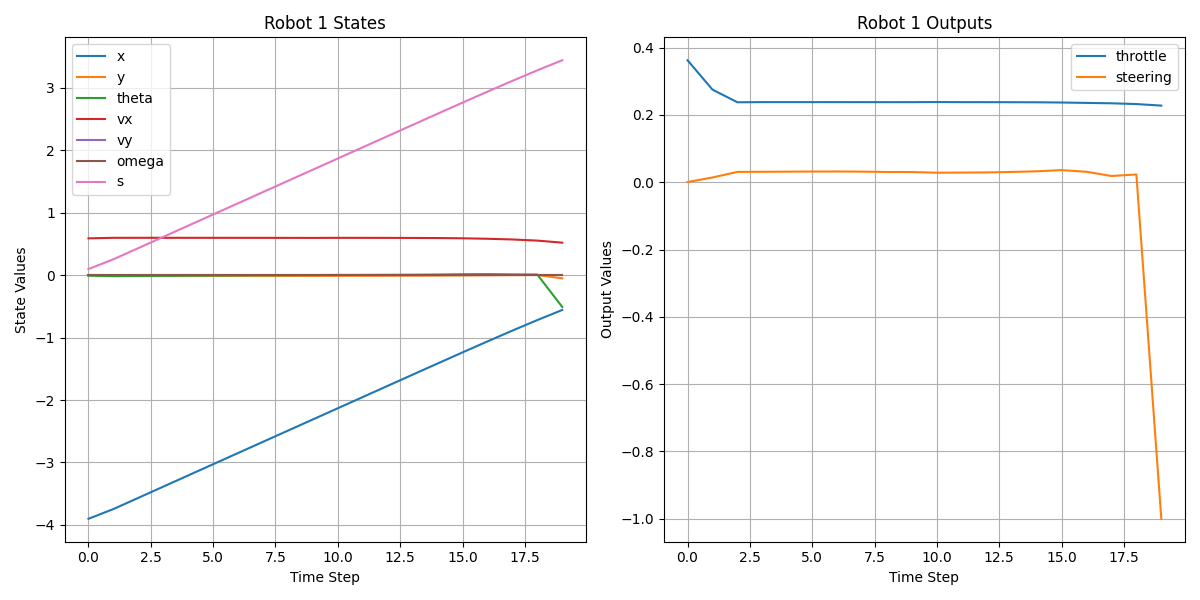 Robot 1 States
x
y
theta
vx
vy
omega
s
3
2
1
0
−1
−2
−3
−4
State Values
0.0 2.5 5.0 7.5 10.0 12.5 15.0 17.5
Time Step
Robot 1 Outputs
throttle
steering
0.4
0.2
0.0
−0.2
−0.4
−0.6
−0.8
−1.0
Output Values
0.0 2.5 5.0 7.5 10.0 12.5 15.0 17.5
Time Step